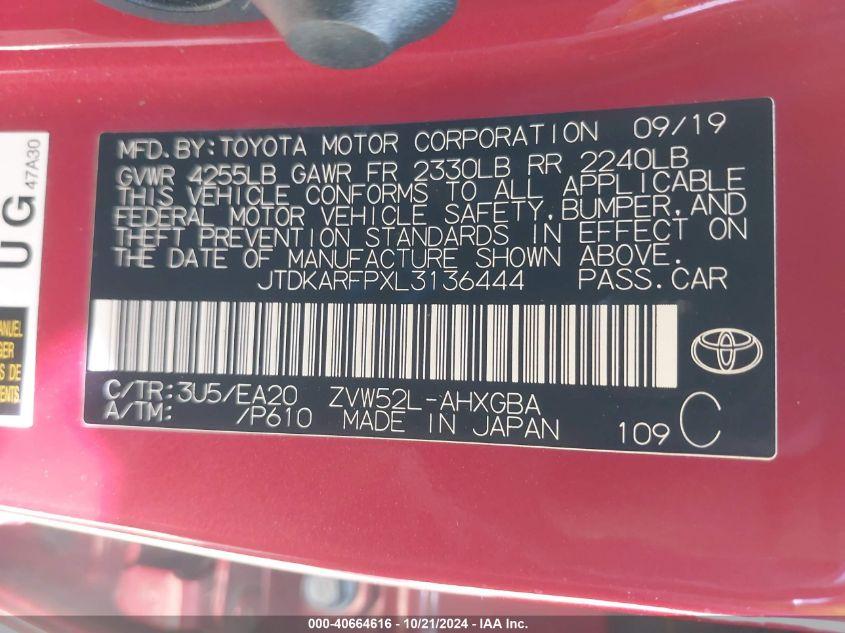 MFD.BY:TOYOTA MOTOR CORPORATION 09/19
GVWR 4255LB GAWR FR 2330LB RR 2240LB
THIS VEHICLE CONFORMS TO ALL APPLICABLE
FEDERAL MOTOR VEHICLE SAFETY,BUMPER,AND
THEFT PREVENTION STANDARDS IN EFFECT ON
THE DATE OF MANUFACTURE SHOWN ABOVE.
JTDKARFPXL3136444 PASS.CAR
C/TR:3U5/EA20 ZVW52L-AHXGBA
A/TM: /P610 MADE IN JAPAN 109 C
UG
47A30
DE
000-40664616 - 10/21/2024 - IAA Inc.